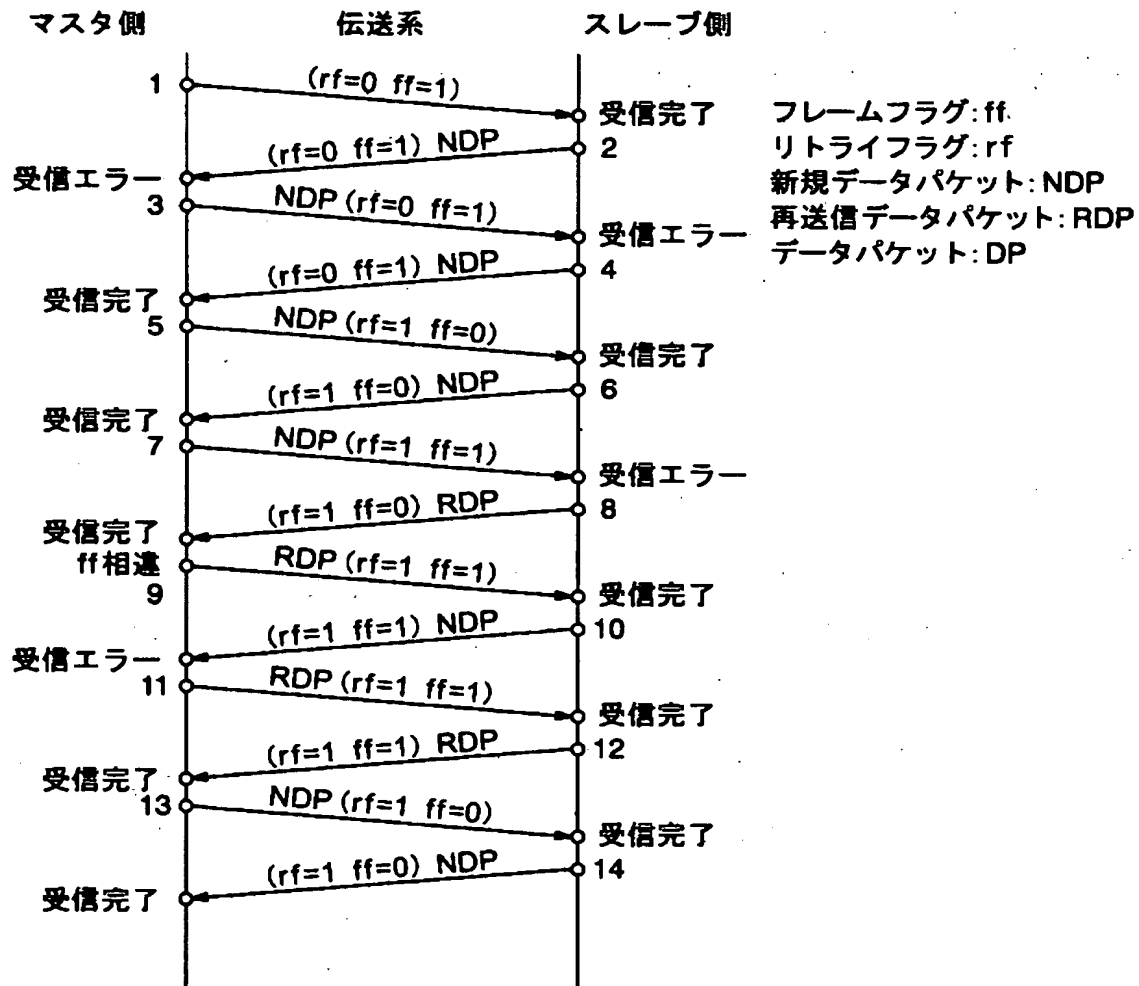 マスタ側 伝送系 スレーブ側
1 (rf=0 ff=1)
受信完了
(rf=0 ff=1) NDP 2
受信エラー
3 NDP (rf=0 ff=1)
受信エラー
(rf=0 ff=1) NDP 4
受信完了
5 NDP (rf=1 ff=0)
受信完了
(rf=1 ff=0) NDP 6
受信完了
7 NDP (rf=1 ff=1)
受信エラー
(rf=1 ff=0) RDP 8
受信完了
ff相違
9 RDP (rf=1 ff=1)
受信完了
(rf=1 ff=1) NDP 10
受信エラー
11 RDP (rf=1 ff=1)
受信完了
(rf=1 ff=1) RDP 12
受信完了
13 NDP (rf=1 ff=0)
受信完了
(rf=1 ff=0) NDP 14
受信完了
フレームフラグ:ff
リトライフラグ:rf
新規データパケット:NDP
再送信データパケット:RDP
データパケット:DP